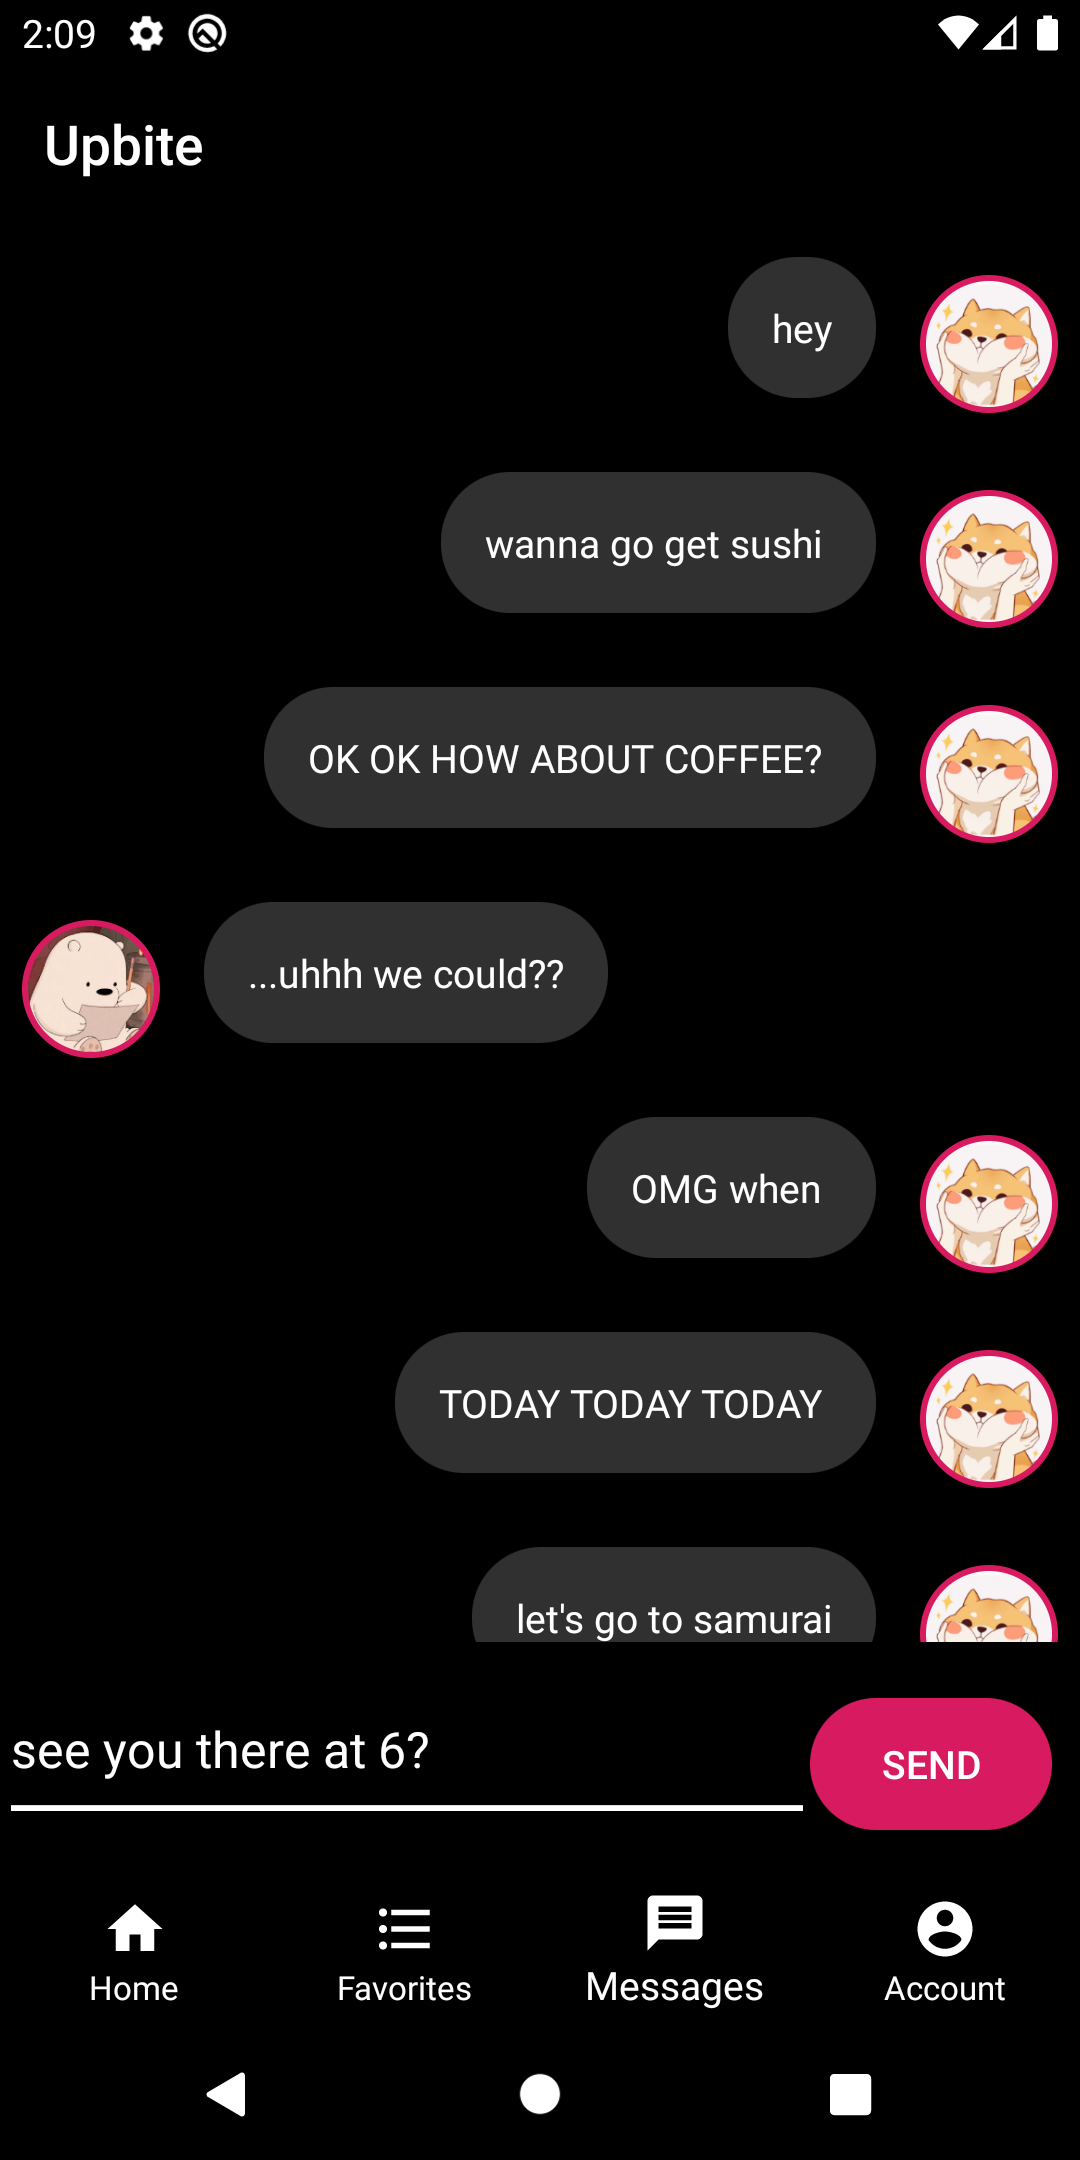 2:09
Upbite
hey
wanna go get sushi
OK OK HOW ABOUT COFFEE?
...uhhh we could??
OMG when
TODAY TODAY TODAY
let's go to samurai
see you there at 6?
SEND
Home
Favorites
Messages
Account